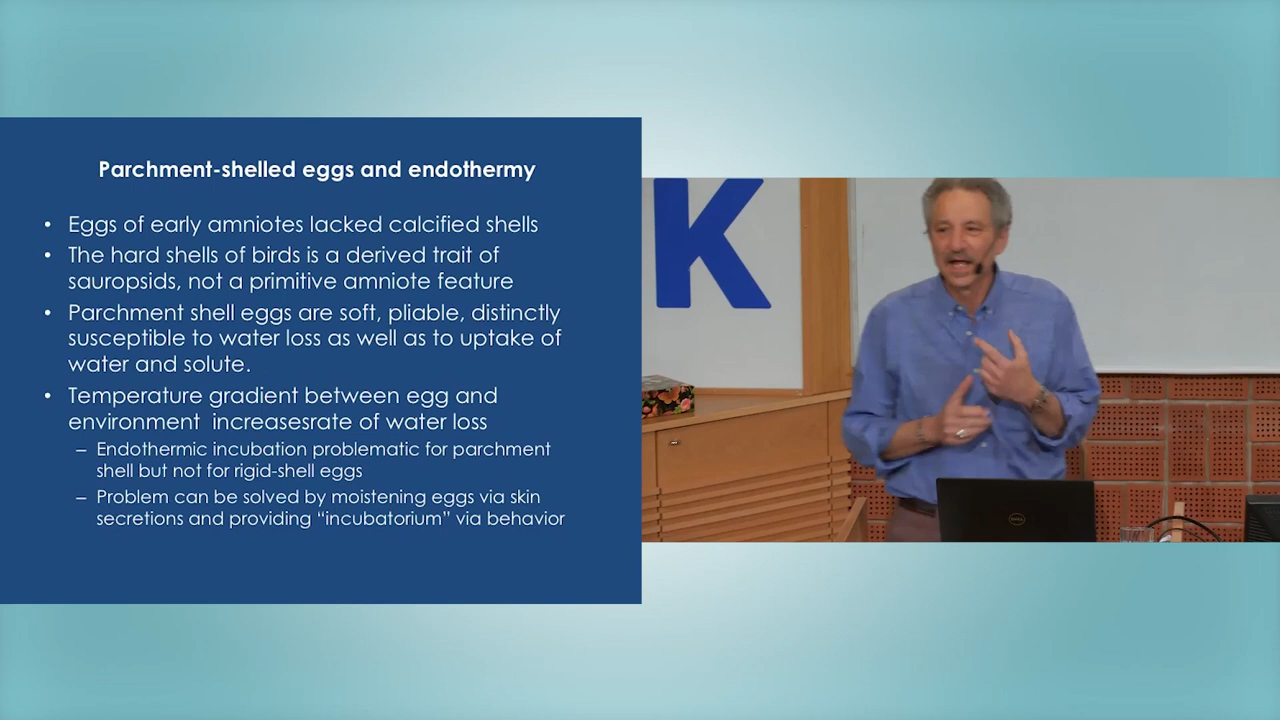 Parchment-shelled eggs and endothermy
• Eggs of early amniotes lacked calcified shells
• The hard shells of birds is a derived trait of
sauropsids, not a primitive amniote feature
• Parchment shell eggs are soft, pliable, distinctly
susceptible to water loss as well as to uptake of
water and solute.
• Temperature gradient between egg and
environment  increasesrate of water loss
– Endothermic incubation problematic for parchment
shell but not for rigid-shell eggs
– Problem can be solved by moistening eggs via skin
secretions and providing “incubatorium” via behavior
K
DELL